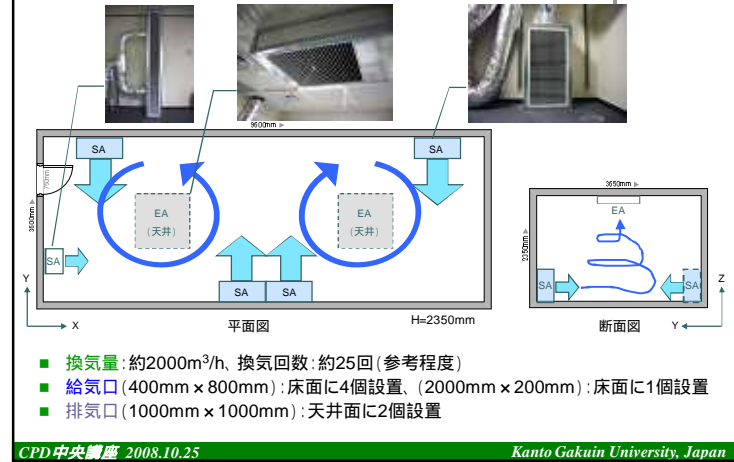 9600mm
SA
SA
750mm
3600mm
EA
(天井)
EA
(天井)
SA
SA
SA
Y
X
平面図
H=2350mm
3650mm
EA
2350mm
SA
SA
Z
Y
断面図
■ 換気量:約2000m³/h、換気回数:約25回(参考程度)
■ 給気口(400mm×800mm):床面に4個設置、(2000mm×200mm):床面に1個設置
■ 排気口(1000mm×1000mm):天井面に2個設置
CPD中央講座 2008.10.25
Kanto Gakuin University, Japan